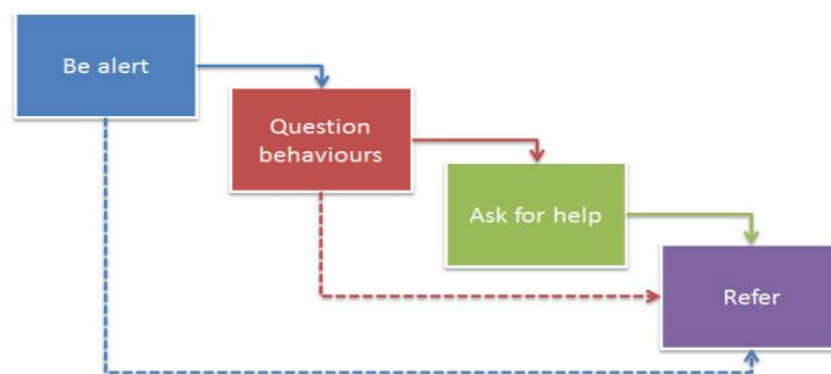 Be alert
Question
behaviours
Ask for help
Refer